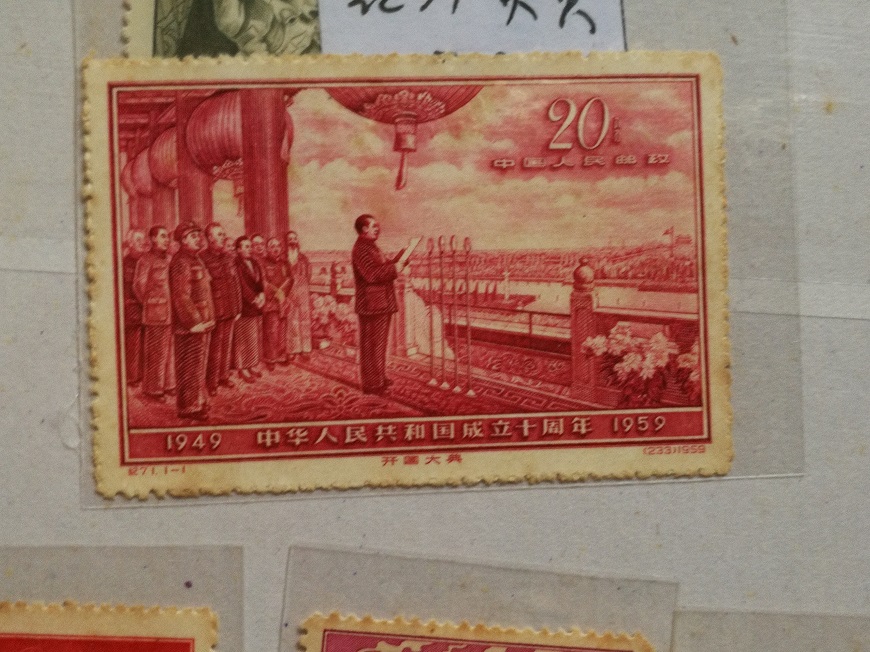 20分
中国人民邮政
1949 中华人民共和国成立十周年 1959
纪71.1-1 开国大典 (233)1959